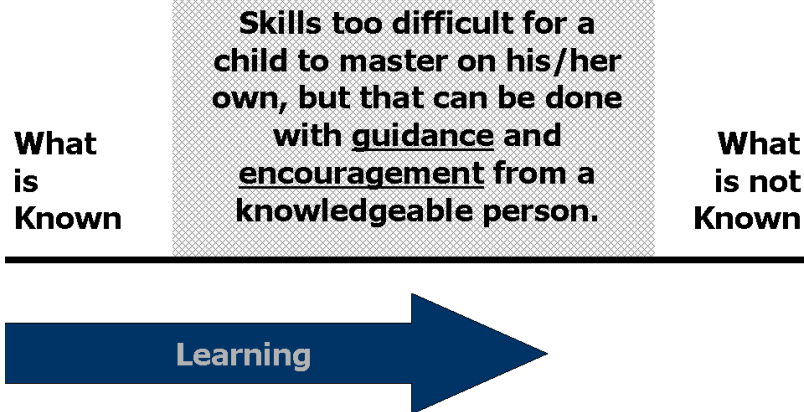 What
is
Known
Skills too difficult for a
child to master on his/her
own, but that can be done
with guidance and
encouragement from a
knowledgeable person.
What
is not
Known
Learning